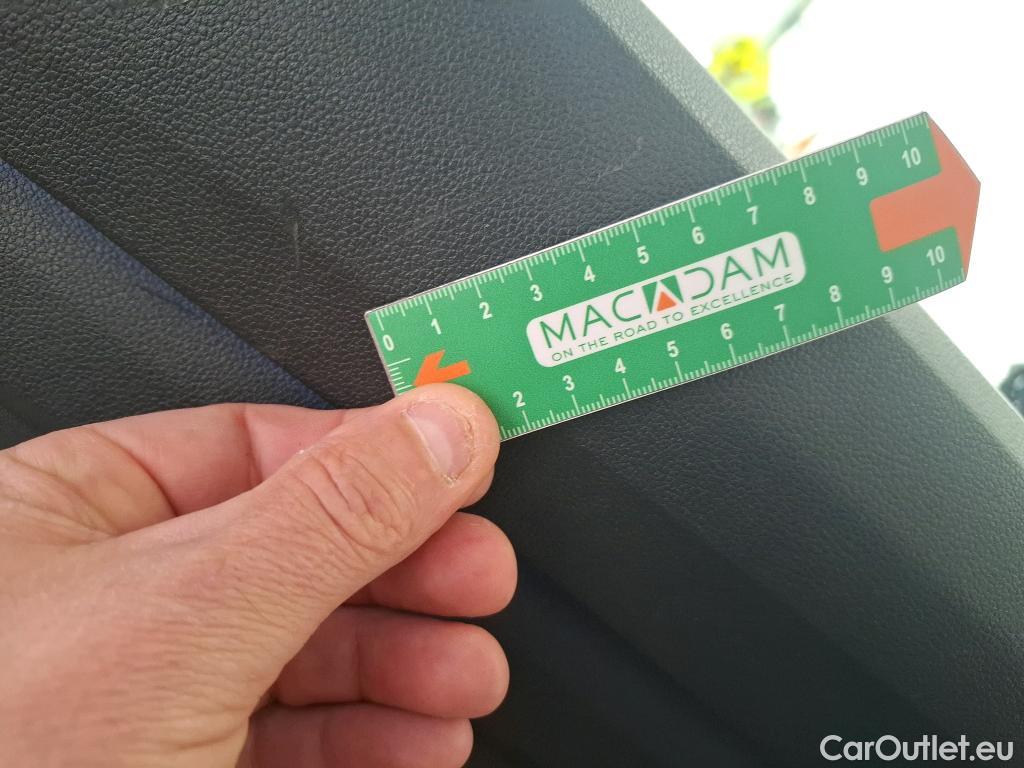 0 1 2 3 4 5 6 7 8 9 10
MACADAM
ON THE ROAD TO EXCELLENCE
2 3 4 5 6 7 8 9 10
CarOutlet.eu